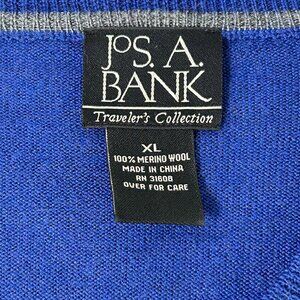 JOS. A.
BANK
Traveler's Collection
XL
100% MERINO WOOL
MADE IN CHINA
RN 31608
OVER FOR CARE